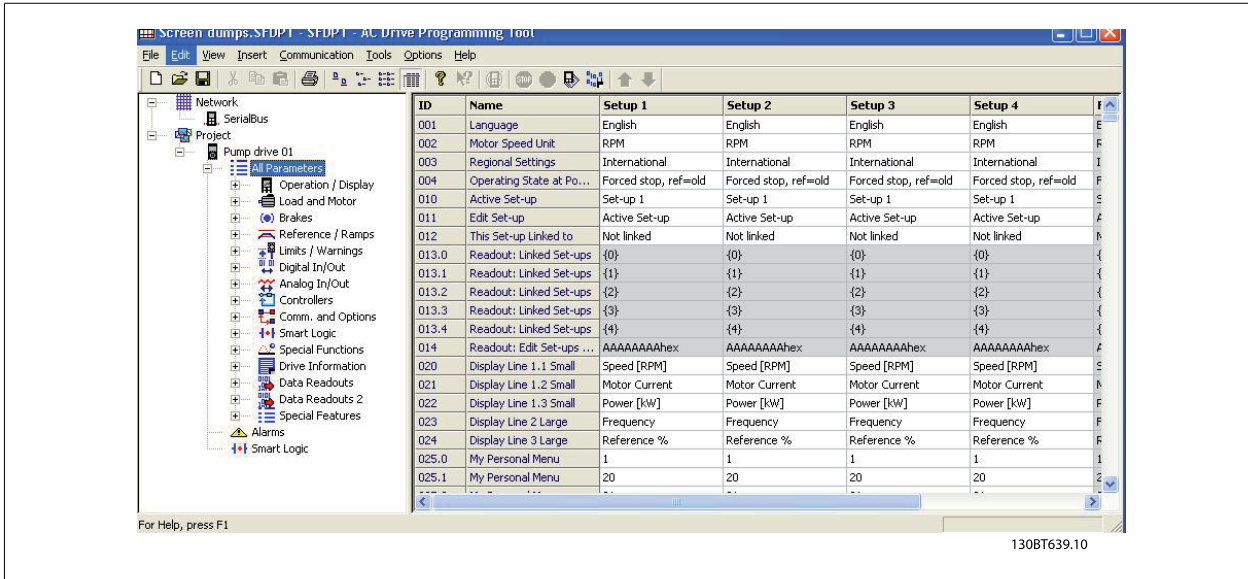 Screen dumps.SFDPT - SFDPT - AC Drive Programming Tool
File Edit View Insert Communication Tools Options Help
Network
SerialBus
Project
Pump drive 01
All Parameters
Operation / Display
Load and Motor
Brakes
Reference / Ramps
Limits / Warnings
Digital In/Out
Analog In/Out
Controllers
Comm. and Options
Smart Logic
Special Functions
Drive Information
Data Readouts
Data Readouts 2
Special Features
Alarms
Smart Logic
ID Name Setup 1 Setup 2 Setup 3 Setup 4 F
001 Language English English English English E
002 Motor Speed Unit RPM RPM RPM RPM R
003 Regional Settings International International International International I
004 Operating State at Po... Forced stop, ref=old Forced stop, ref=old Forced stop, ref=old Forced stop, ref=old F
010 Active Set-up Set-up 1 Set-up 1 Set-up 1 Set-up 1 S
011 Edit Set-up Active Set-up Active Set-up Active Set-up Active Set-up A
012 This Set-up Linked to Not linked Not linked Not linked Not linked N
013.0 Readout: Linked Set-ups {0} {0} {0} {0} {
013.1 Readout: Linked Set-ups {1} {1} {1} {1} {
013.2 Readout: Linked Set-ups {2} {2} {2} {2} {
013.3 Readout: Linked Set-ups {3} {3} {3} {3} {
013.4 Readout: Linked Set-ups {4} {4} {4} {4} {
014 Readout: Edit Set-ups ... AAAAAAAAhex AAAAAAAAhex AAAAAAAAhex AAAAAAAAhex A
020 Display Line 1.1 Small Speed [RPM] Speed [RPM] Speed [RPM] Speed [RPM] S
021 Display Line 1.2 Small Motor Current Motor Current Motor Current Motor Current M
022 Display Line 1.3 Small Power [kW] Power [kW] Power [kW] Power [kW] P
023 Display Line 2 Large Frequency Frequency Frequency Frequency F
024 Display Line 3 Large Reference % Reference % Reference % Reference % R
025.0 My Personal Menu 1 1 1 1 1
025.1 My Personal Menu 20 20 20 20 2
For Help, press F1
130BT639.10